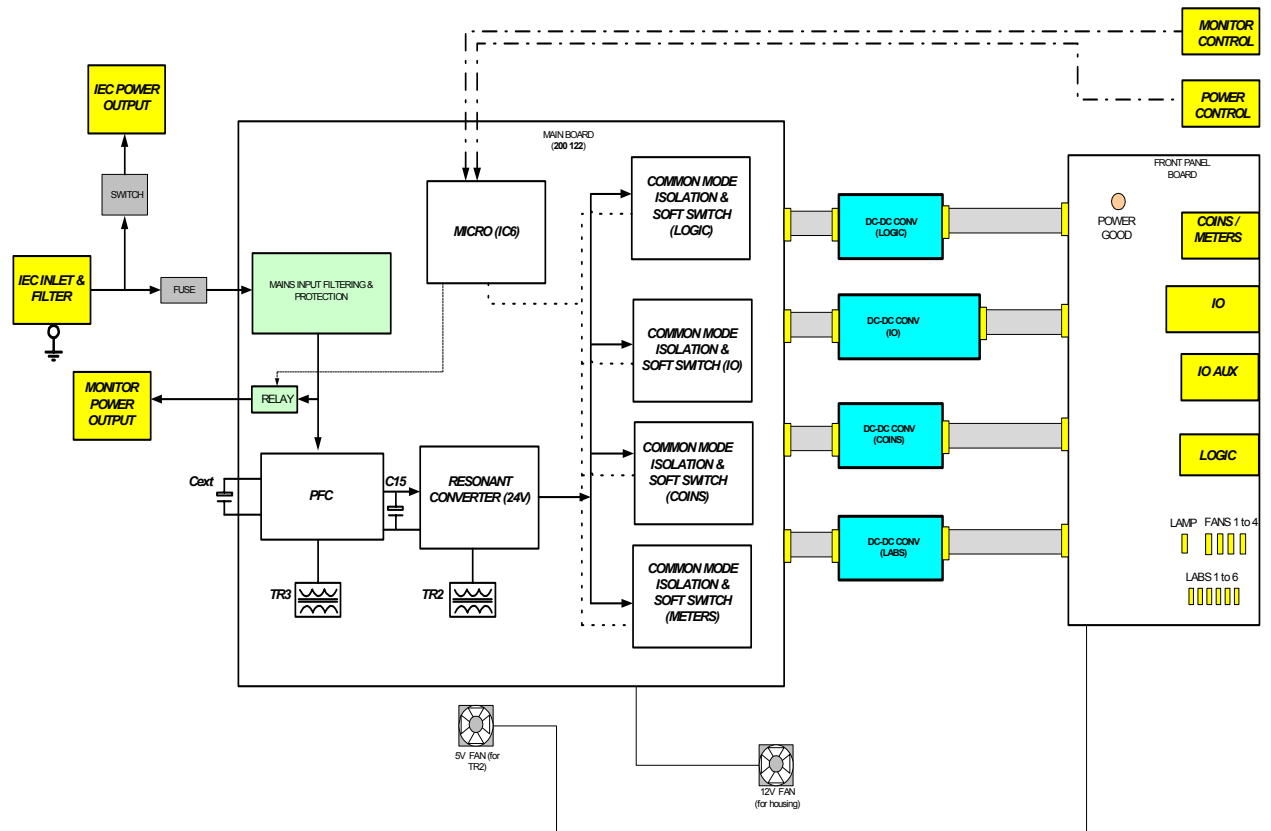 MONITOR
CONTROL
POWER
CONTROL
IEC POWER
OUTPUT
SWITCH
IEC INLET &
FILTER
FUSE
MAIN BOARD
(200 122)
MICRO (IC6)
MAINS INPUT FILTERING &
PROTECTION
MONITOR
POWER
OUTPUT
RELAY
Cext
PFC
C15
RESONANT
CONVERTER (24V)
TR3
TR2
COMMON MODE
ISOLATION &
SOFT SWITCH
(LOGIC)
COMMON MODE
ISOLATION &
SOFT SWITCH (IO)
COMMON MODE
ISOLATION &
SOFT SWITCH
(COINS)
COMMON MODE
ISOLATION &
SOFT SWITCH
(METERS)
DC-DC CONV
(LOGIC)
DC-DC CONV
(IO)
DC-DC CONV
(COINS)
DC-DC CONV
(LABS)
FRONT PANEL
BOARD
POWER
GOOD
COINS /
METERS
IO
IO AUX
LOGIC
LAMP FANS 1 to 4
LABS 1 to 6
5V FAN (for
TR2)
12V FAN
(for housing)